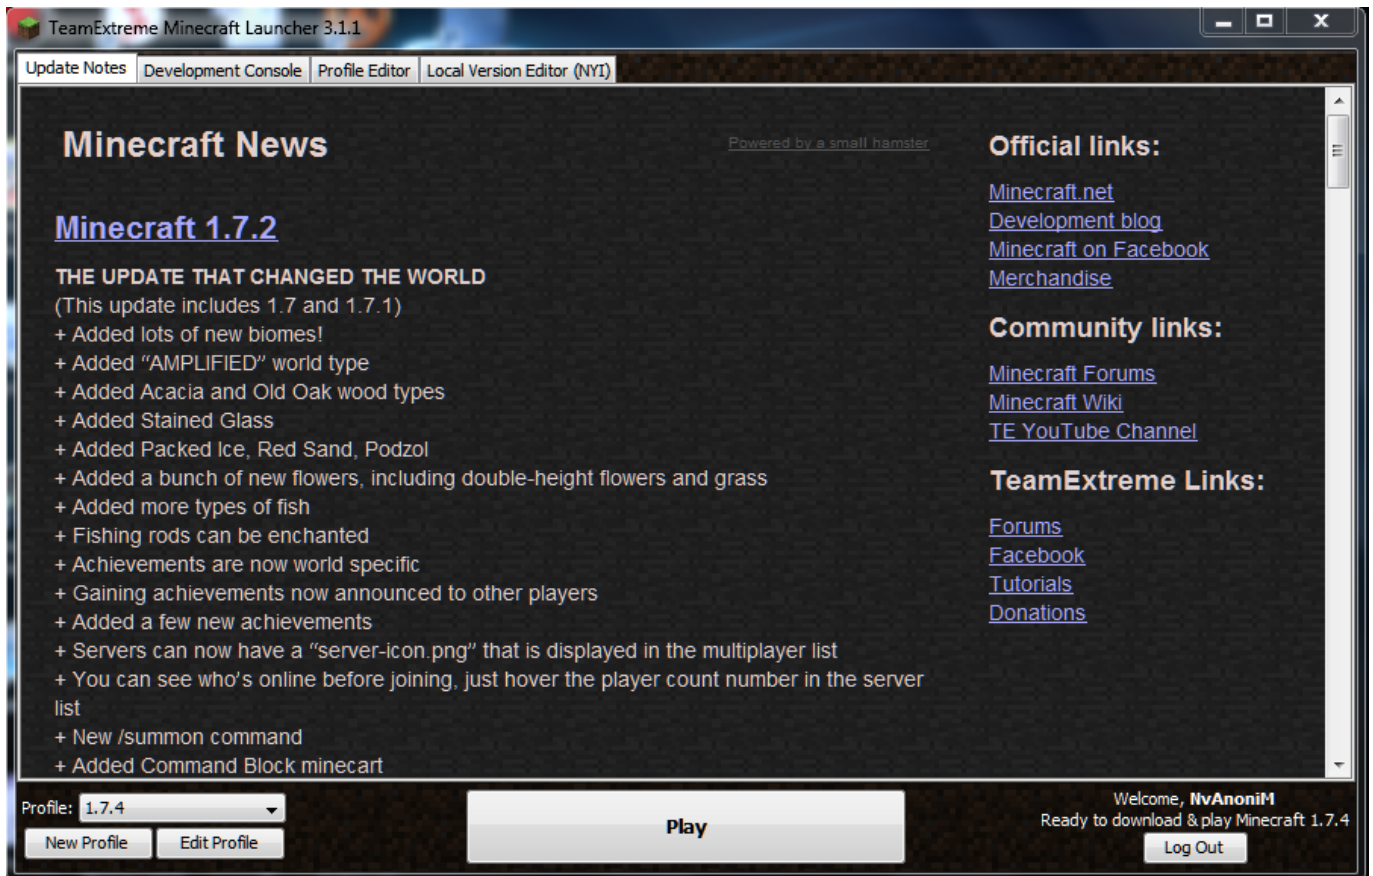 TeamExtreme Minecraft Launcher 3.1.1
Update Notes
Development Console
Profile Editor
Local Version Editor (NYI)
Minecraft News
Powered by a small hamster
Minecraft 1.7.2
THE UPDATE THAT CHANGED THE WORLD
(This update includes 1.7 and 1.7.1)
+ Added lots of new biomes!
+ Added “AMPLIFIED” world type
+ Added Acacia and Old Oak wood types
+ Added Stained Glass
+ Added Packed Ice, Red Sand, Podzol
+ Added a bunch of new flowers, including double-height flowers and grass
+ Added more types of fish
+ Fishing rods can be enchanted
+ Achievements are now world specific
+ Gaining achievements now announced to other players
+ Added a few new achievements
+ Servers can now have a “server-icon.png” that is displayed in the multiplayer list
+ You can see who’s online before joining, just hover the player count number in the server
list
+ New /summon command
+ Added Command Block minecart
Official links:
Minecraft.net
Development blog
Minecraft on Facebook
Merchandise
Community links:
Minecraft Forums
Minecraft Wiki
TE YouTube Channel
TeamExtreme Links:
Forums
Facebook
Tutorials
Donations
Profile: 1.7.4
New Profile
Edit Profile
Play
Welcome, NvAnoniM
Ready to download & play Minecraft 1.7.4
Log Out